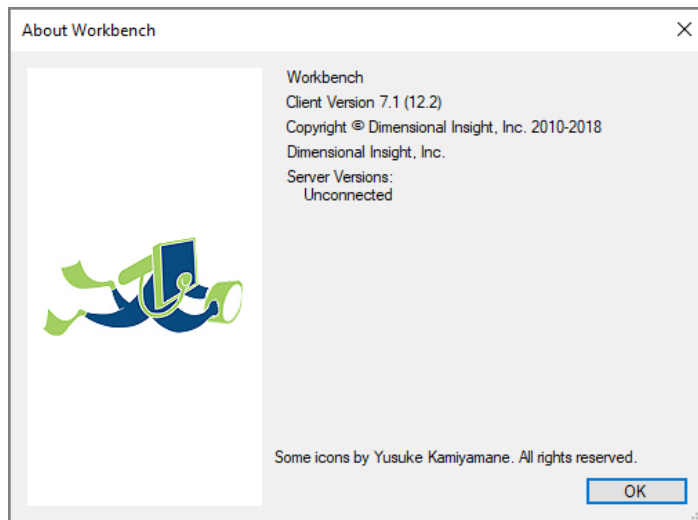 About Workbench
Workbench
Client Version 7.1 (12.2)
Copyright © Dimensional Insight, Inc. 2010-2018
Dimensional Insight, Inc.
Server Versions:
Unconnected
Some icons by Yusuke Kamiyamane. All rights reserved.
OK